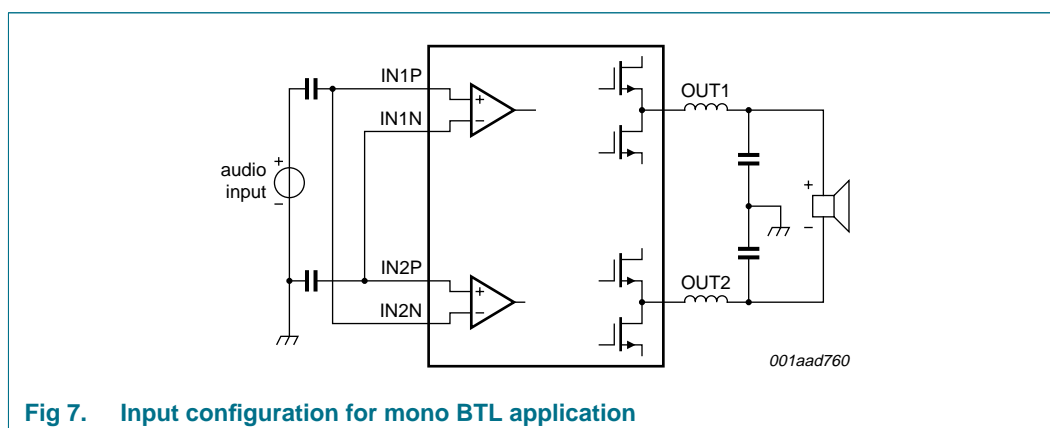 IN1P
OUT1
IN1N
+
−
audio
input
+
−
+
−
IN2P
OUT2
IN2N
+
−
001aad760
Fig 7. Input configuration for mono BTL application